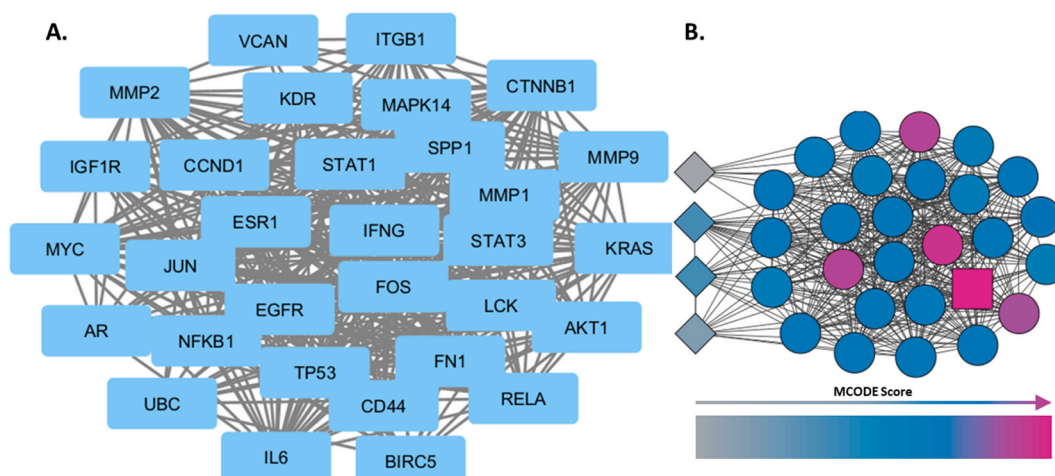 A.
B.
VCAN
ITGB1
MMP2
KDR
MAPK14
CTNNB1
IGF1R
CCND1
STAT1
SPP1
MMP9
MMP1
ESR1
IFNG
STAT3
MYC
JUN
KRAS
FOS
EGFR
LCK
AR
NFKB1
AKT1
TP53
FN1
UBC
CD44
RELA
IL6
BIRC5
MCODE Score